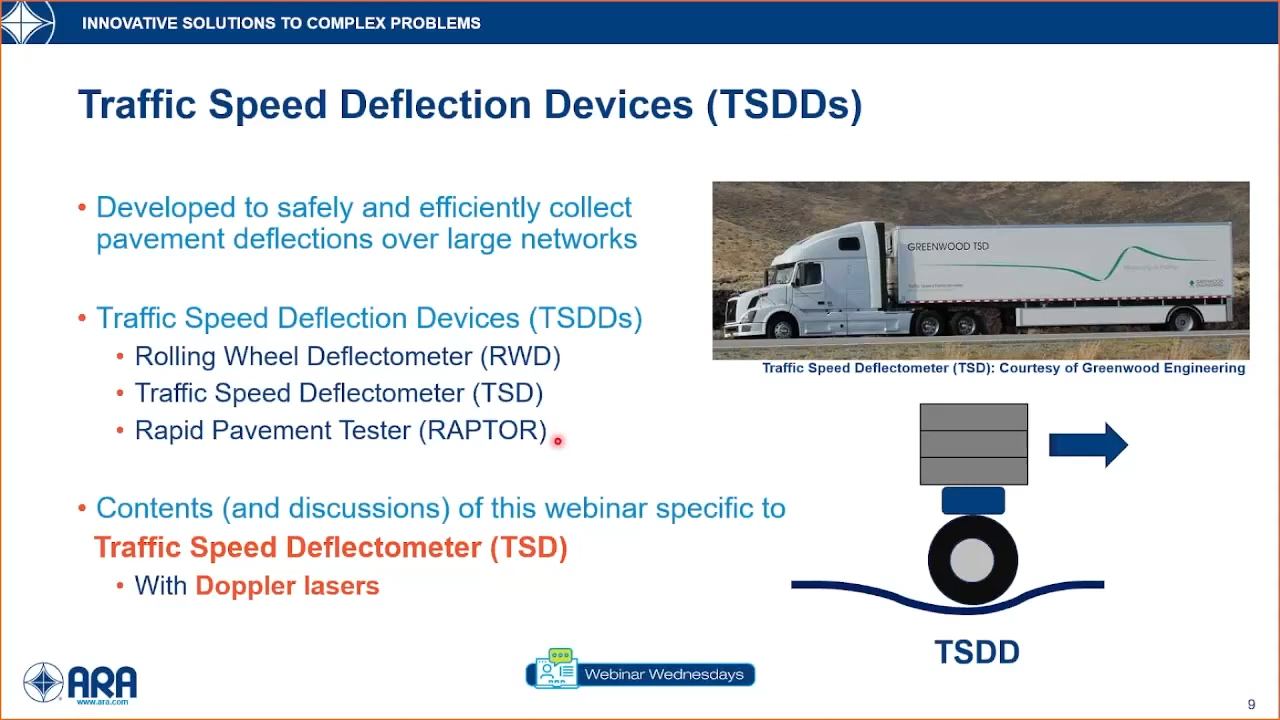 INNOVATIVE SOLUTIONS TO COMPLEX PROBLEMS
Traffic Speed Deflection Devices (TSDDs)
• Developed to safely and efficiently collect
pavement deflections over large networks
• Traffic Speed Deflection Devices (TSDDs)
• Rolling Wheel Deflectometer (RWD)
• Traffic Speed Deflectometer (TSD)
• Rapid Pavement Tester (RAPTOR)
• Contents (and discussions) of this webinar specific to
Traffic Speed Deflectometer (TSD)
• With Doppler lasers
GREENWOOD TSD
GREENWOOD
ENGINEERING
Traffic Speed Deflectometer (TSD): Courtesy of Greenwood Engineering
TSDD
ARA
www.ara.com
Webinar Wednesdays
9